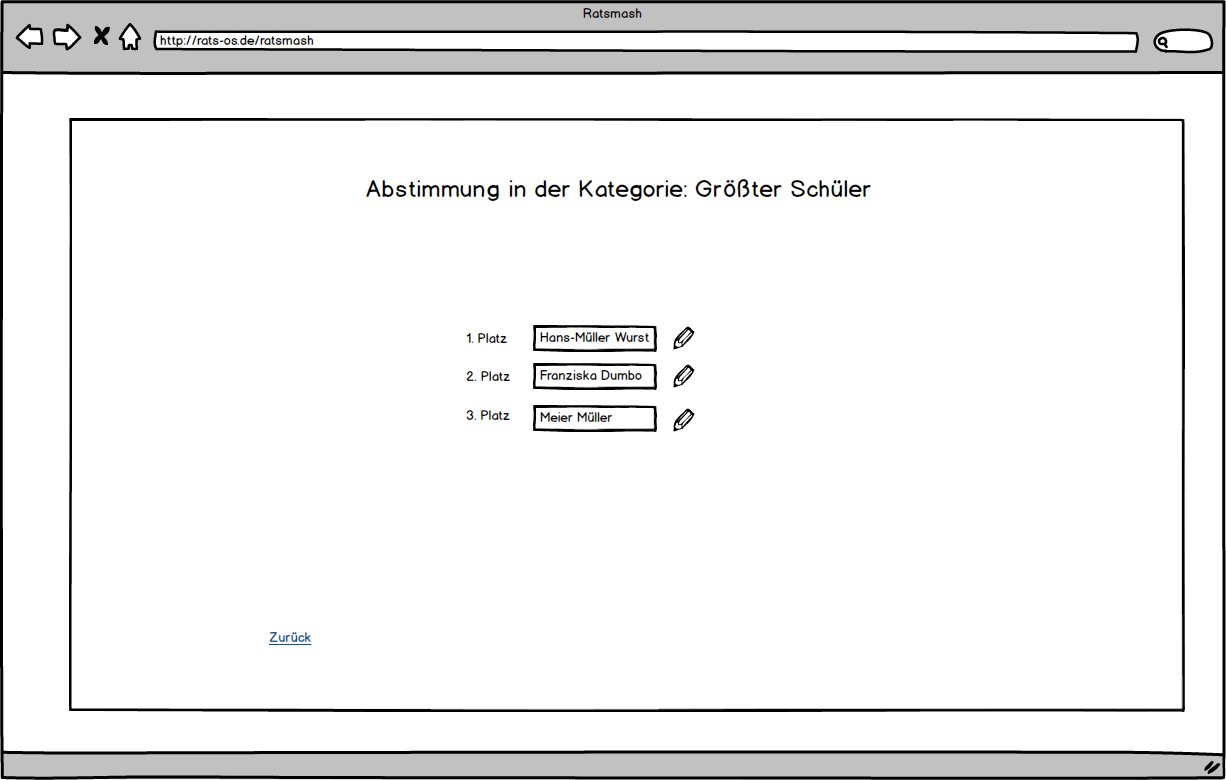 Ratsmash
http://rats-os.de/ratsmash
Abstimmung in der Kategorie: Größter Schüler
1. Platz Hans-Müller Wurst
2. Platz Franziska Dumbo
3. Platz Meier Müller
Zurück